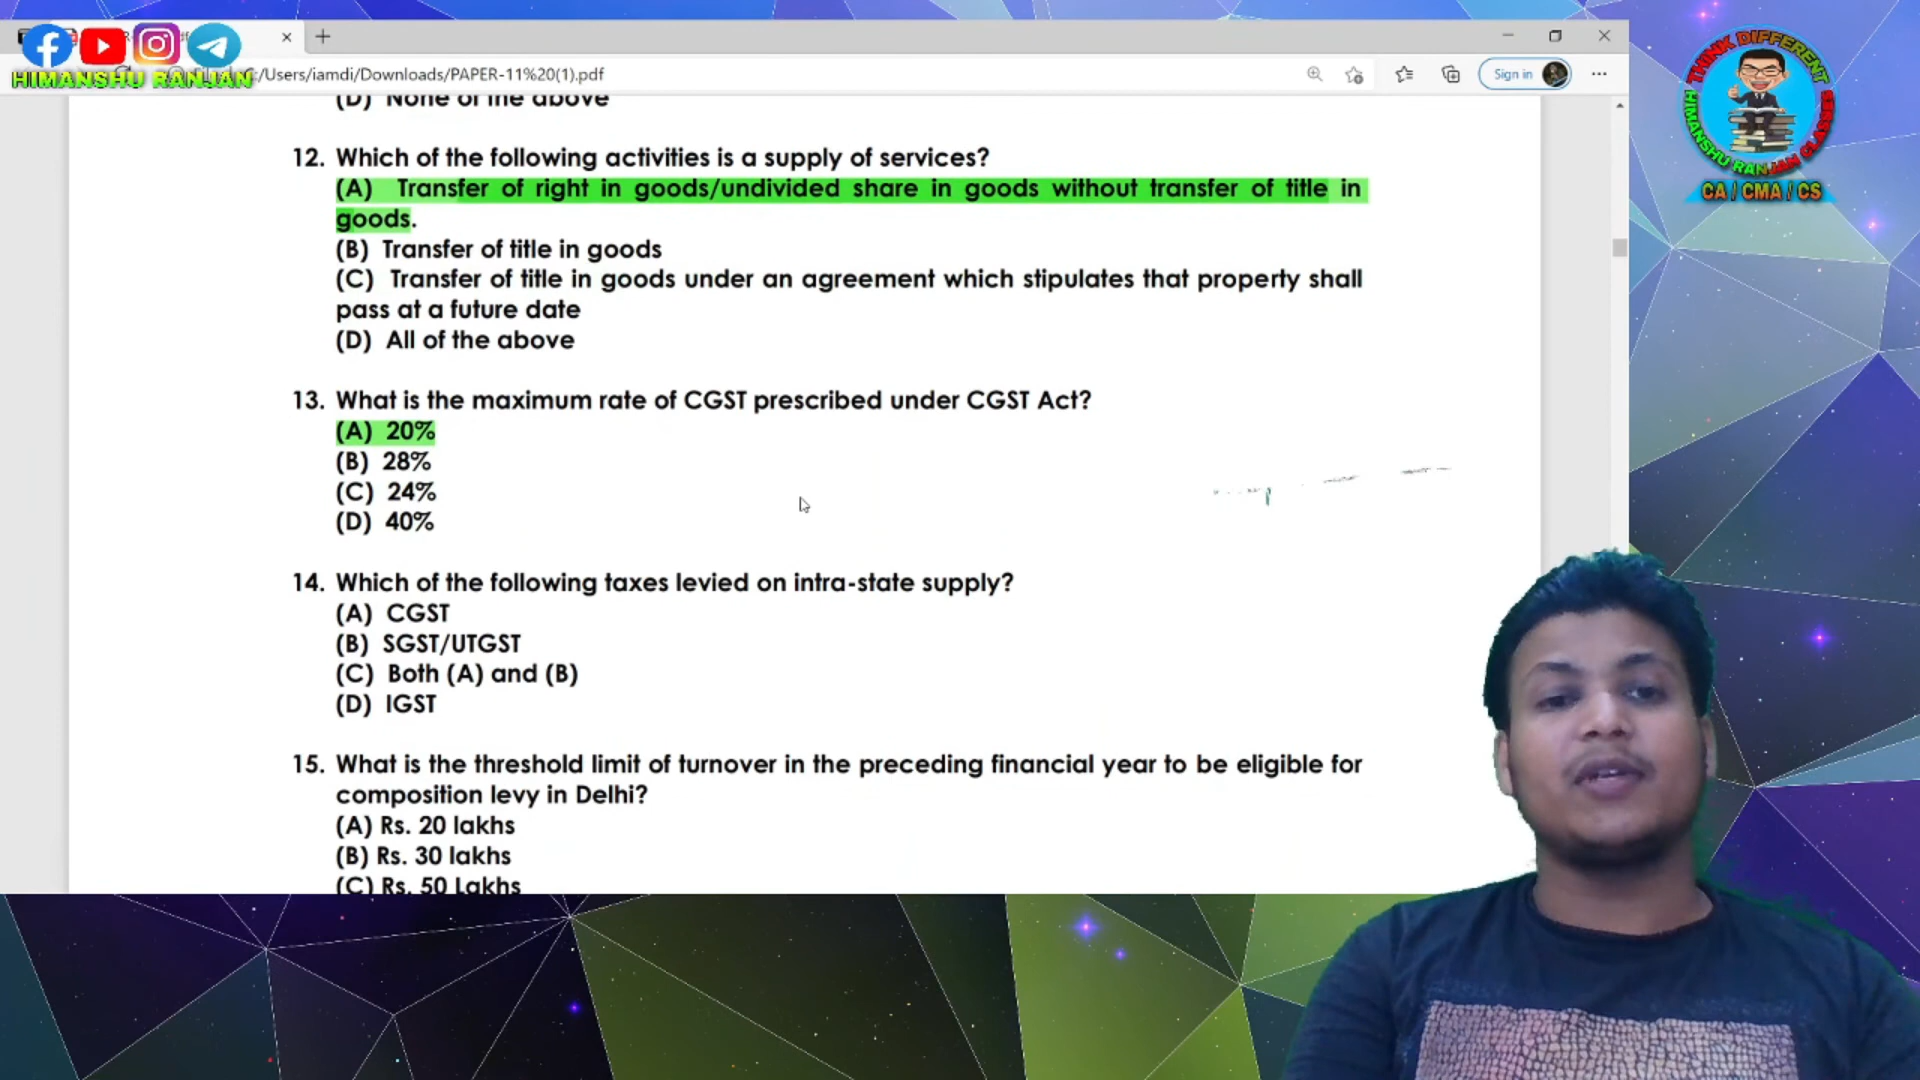 HIMANSHU RANJAN
:/Users/iamdi/Downloads/PAPER-11%20(1).pdf
Sign in
THINK DIFFERENT
HIMANSHU RANJAN CLASSES
CA / CMA / CS
(D) None of the above
12. Which of the following activities is a supply of services?
(A) Transfer of right in goods/undivided share in goods without transfer of title in
goods.
(B) Transfer of title in goods
(C) Transfer of title in goods under an agreement which stipulates that property shall
pass at a future date
(D) All of the above
13. What is the maximum rate of CGST prescribed under CGST Act?
(A) 20%
(B) 28%
(C) 24%
(D) 40%
14. Which of the following taxes levied on intra-state supply?
(A) CGST
(B) SGST/UTGST
(C) Both (A) and (B)
(D) IGST
15. What is the threshold limit of turnover in the preceding financial year to be eligible for
composition levy in Delhi?
(A) Rs. 20 lakhs
(B) Rs. 30 lakhs
(C) Rs. 50 Lakhs